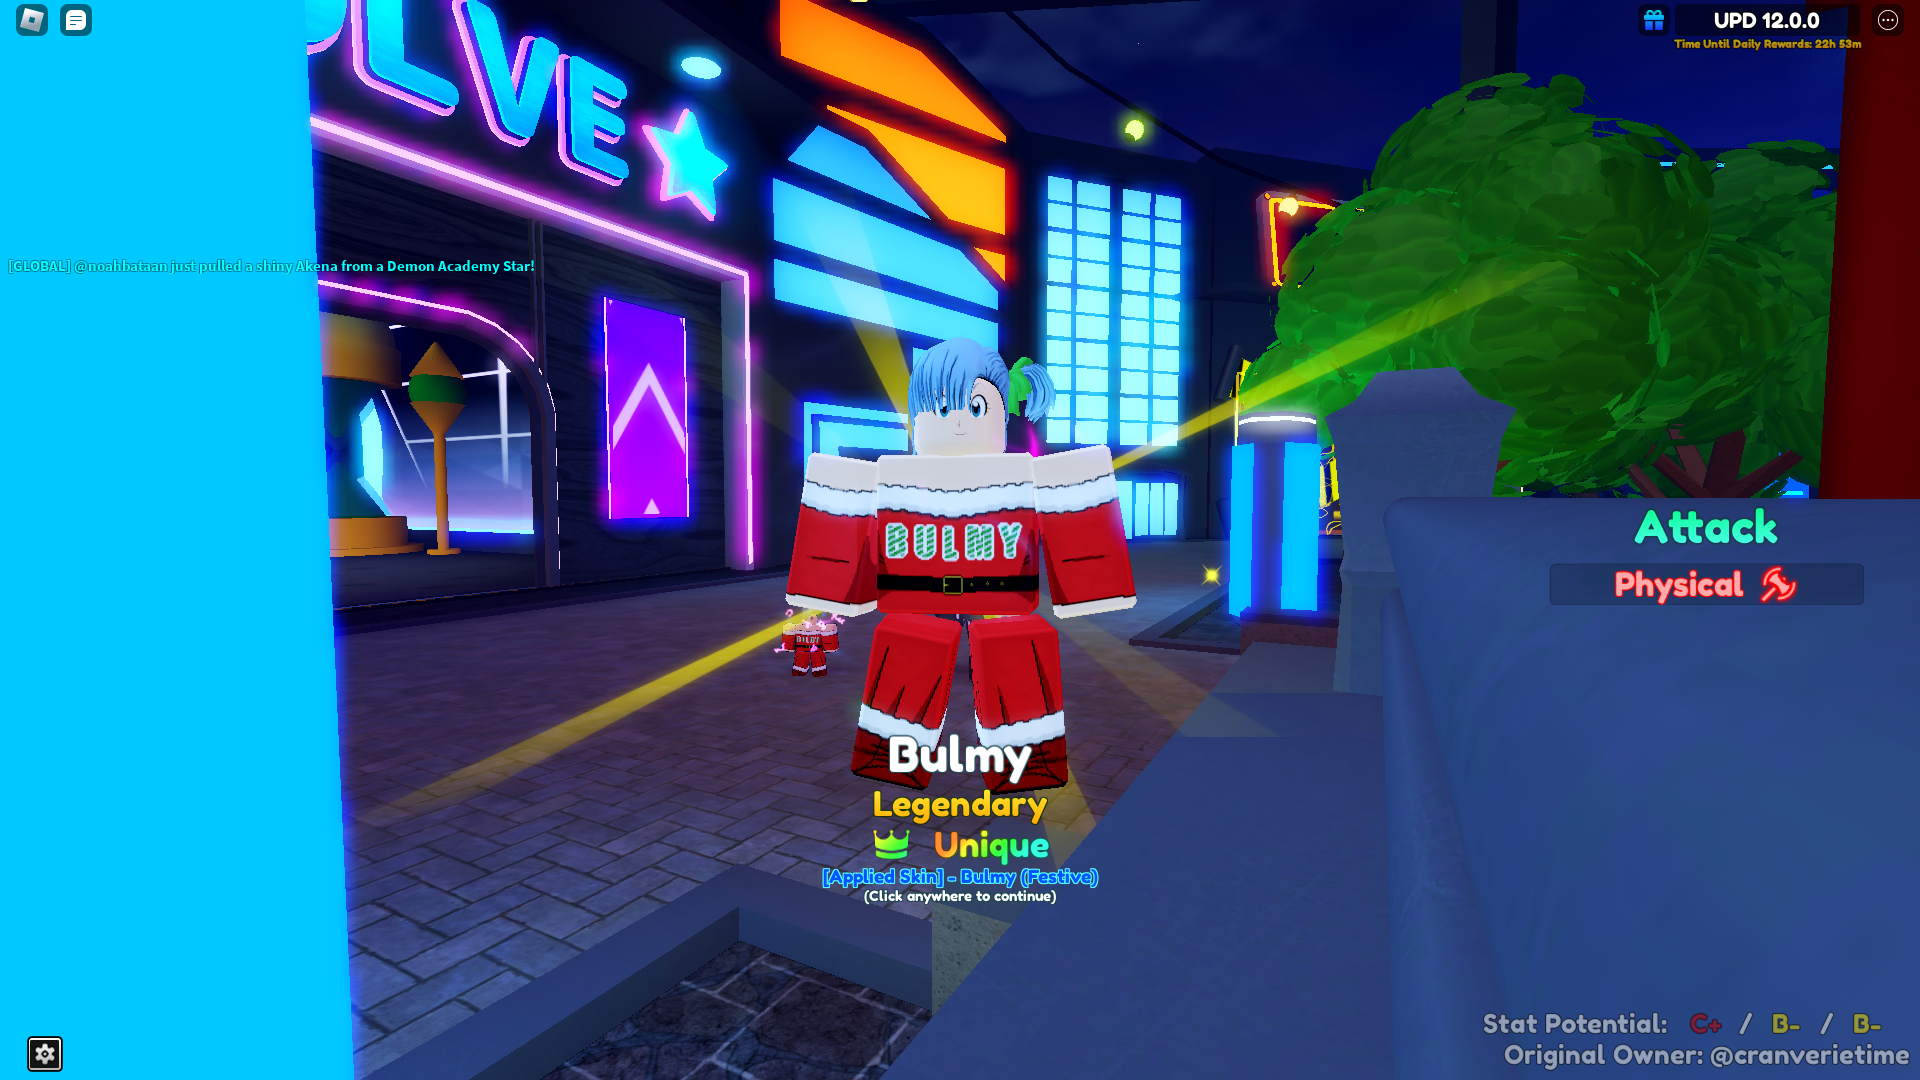 UPD 12.0.0
Time Until Daily Rewards: 22h 53m
OLVE
[GLOBAL] @noahbataan just pulled a shiny Akena from a Demon Academy Star!
Attack
Physical
BULMY
Bulmy
Legendary
Unique
[Applied Skin] - Bulmy (Festive)
(Click anywhere to continue)
Stat Potential: C+ / B- / B-
Original Owner: @cranverietime